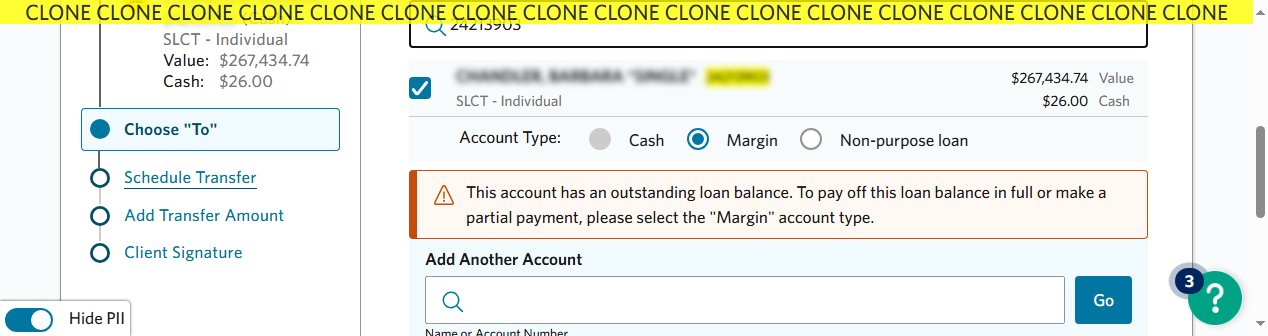 CLONE CLONE CLONE CLONE CLONE CLONE CLONE CLONE CLONE CLONE CLONE CLONE CLONE CLONE CLONE CLONE CLONE
SLCT - Individual
Value: $267,434.74
Cash: $26.00
Choose "To"
Schedule Transfer
Add Transfer Amount
Client Signature
Hide PII
24213903
$267,434.74 Value
SLCT - Individual
$26.00 Cash
Account Type: Cash Margin Non-purpose loan
This account has an outstanding loan balance. To pay off this loan balance in full or make a
partial payment, please select the "Margin" account type.
Add Another Account
Go
Name or Account Number
3
?